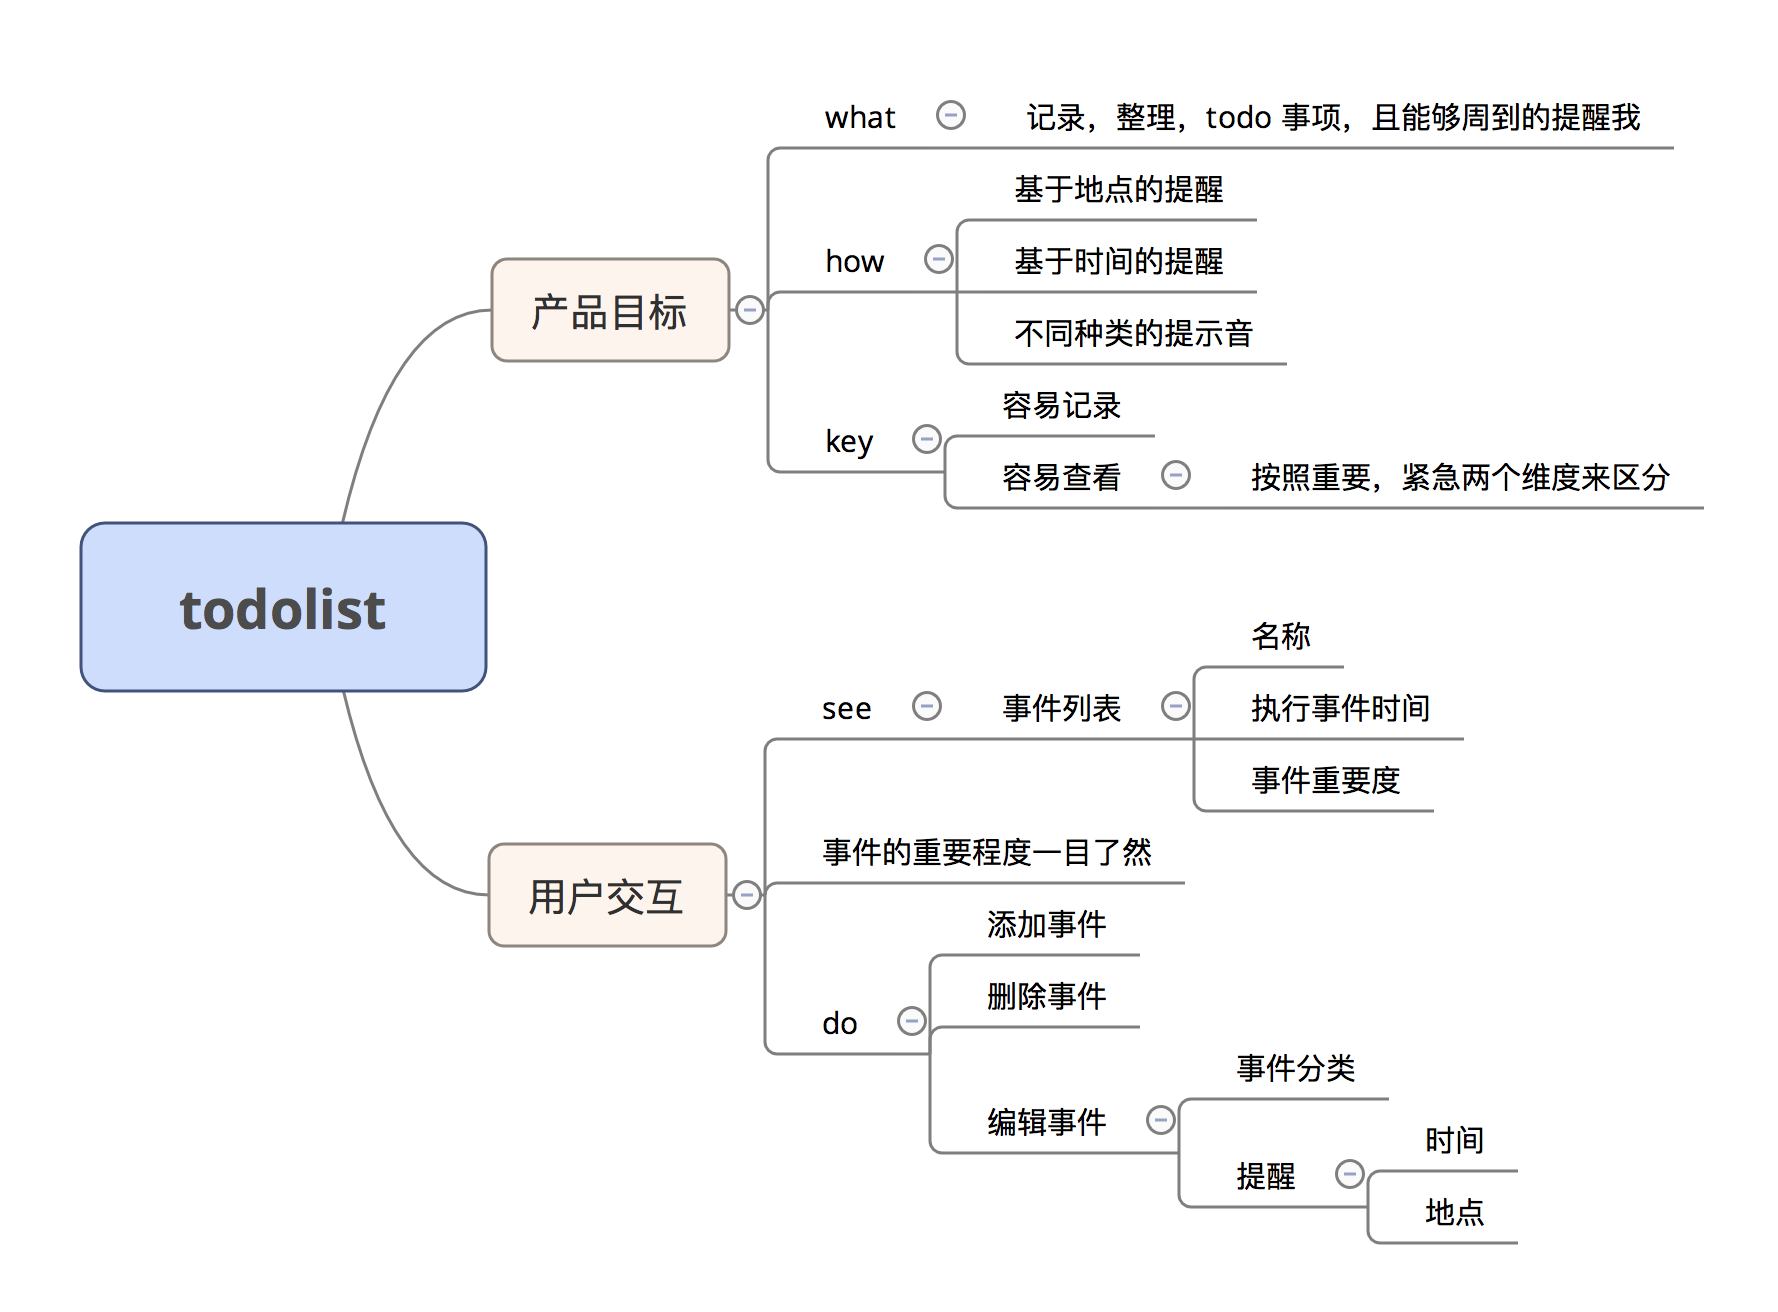 todolist
产品目标
what
记录，整理，todo 事项，且能够周到的提醒我
how
基于地点的提醒
基于时间的提醒
不同种类的提示音
key
容易记录
容易查看
按照重要，紧急两个维度来区分
用户交互
see
事件列表
名称
执行事件时间
事件重要度
事件的重要程度一目了然
do
添加事件
删除事件
编辑事件
事件分类
提醒
时间
地点